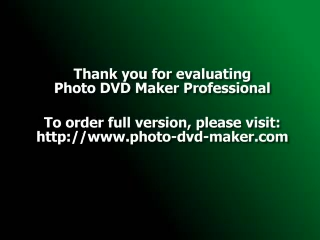 Thank you for evaluating
Photo DVD Maker Professional
To order full version, please visit:
http://www.photo-dvd-maker.com